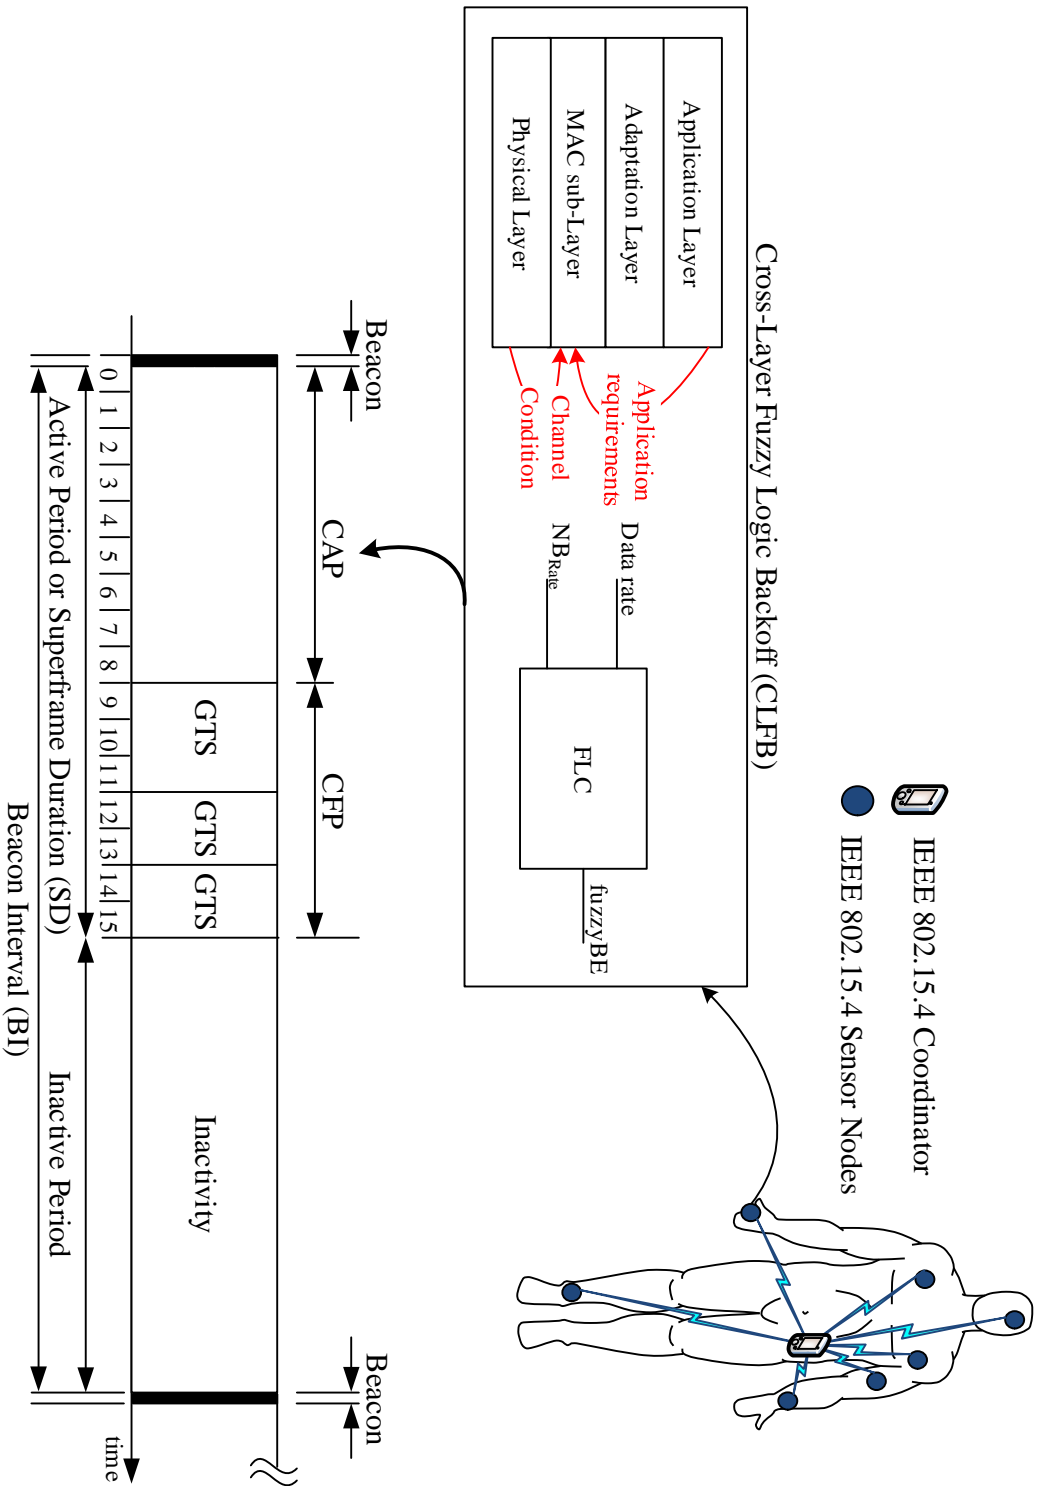 Cross-Layer Fuzzy Logic Backoff (CLFB)
Application Layer
Adaptation Layer
MAC sub-Layer
Physical Layer
Application
requirements
Channel
Condition
Data rate
NBRate
FLC
fuzzyBE
IEEE 802.15.4 Coordinator
IEEE 802.15.4 Sensor Nodes
Beacon
CAP
CFP
Beacon
GTS
GTS
GTS
Inactivity
0 1 2 3 4 5 6 7 8 9 10 11 12 13 14 15
time
Active Period or Superframe Duration (SD)
Inactive Period
Beacon Interval (BI)